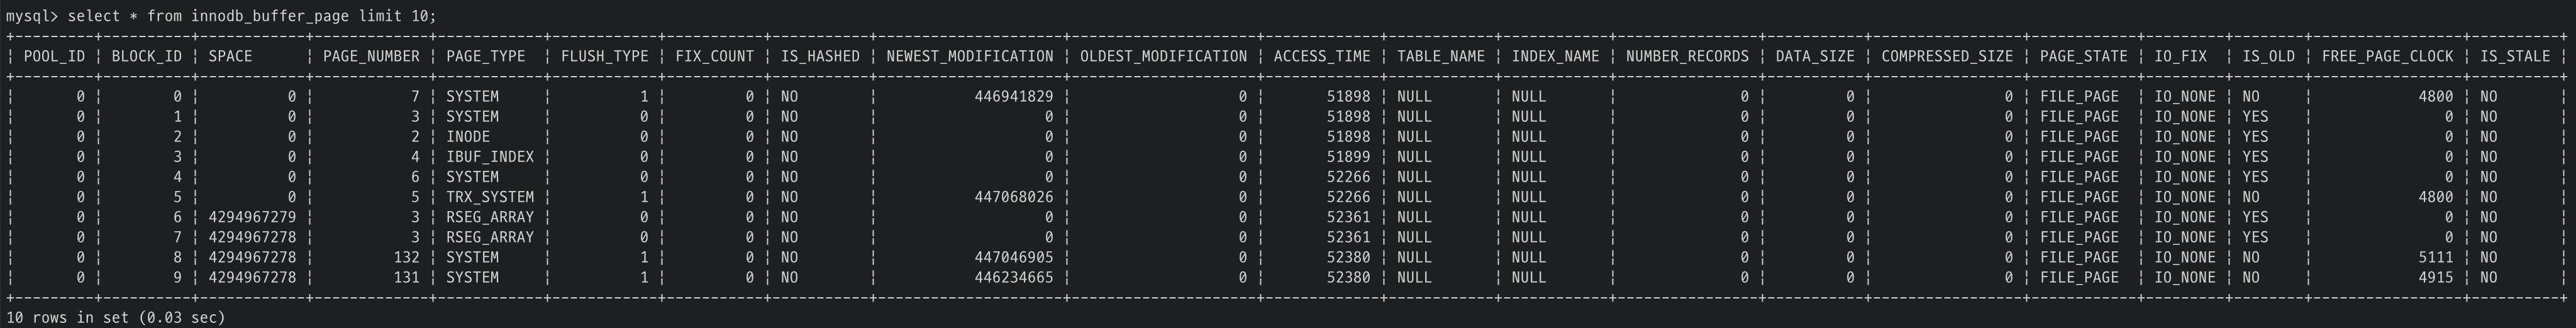 mysql> select * from innodb_buffer_page limit 10;
+---------+----------+------------+-------------+------------+------------+-----------+-----------+---------------------+---------------------+-------------+------------+------------+----------------+-----------+-----------------+------------+---------+--------+-----------------+----------+
| POOL_ID | BLOCK_ID | SPACE      | PAGE_NUMBER | PAGE_TYPE  | FLUSH_TYPE | FIX_COUNT | IS_HASHED | NEWEST_MODIFICATION | OLDEST_MODIFICATION | ACCESS_TIME | TABLE_NAME | INDEX_NAME | NUMBER_RECORDS | DATA_SIZE | COMPRESSED_SIZE | PAGE_STATE | IO_FIX  | IS_OLD | FREE_PAGE_CLOCK | IS_STALE |
+---------+----------+------------+-------------+------------+------------+-----------+-----------+---------------------+---------------------+-------------+------------+------------+----------------+-----------+-----------------+------------+---------+--------+-----------------+----------+
|       0 |        0 |          0 |           7 | SYSTEM     |          1 |         0 | NO        |           446941829 |                   0 |       51898 | NULL       | NULL       |              0 |         0 |               0 | FILE_PAGE  | IO_NONE | NO     |            4800 | NO       |
|       0 |        1 |          0 |           3 | SYSTEM     |          0 |         0 | NO        |                   0 |                   0 |       51898 | NULL       | NULL       |              0 |         0 |               0 | FILE_PAGE  | IO_NONE | YES    |               0 | NO       |
|       0 |        2 |          0 |           2 | INODE      |          0 |         0 | NO        |                   0 |                   0 |       51898 | NULL       | NULL       |              0 |         0 |               0 | FILE_PAGE  | IO_NONE | YES    |               0 | NO       |
|       0 |        3 |          0 |           4 | IBUF_INDEX |          0 |         0 | NO        |                   0 |                   0 |       51899 | NULL       | NULL       |              0 |         0 |               0 | FILE_PAGE  | IO_NONE | YES    |               0 | NO       |
|       0 |        4 |          0 |           6 | SYSTEM     |          0 |         0 | NO        |                   0 |                   0 |       52266 | NULL       | NULL       |              0 |         0 |               0 | FILE_PAGE  | IO_NONE | YES    |               0 | NO       |
|       0 |        5 |          0 |           5 | TRX_SYSTEM |          1 |         0 | NO        |           447068026 |                   0 |       52266 | NULL       | NULL       |              0 |         0 |               0 | FILE_PAGE  | IO_NONE | NO     |            4800 | NO       |
|       0 |        6 | 4294967279 |           3 | RSEG_ARRAY |          0 |         0 | NO        |                   0 |                   0 |       52361 | NULL       | NULL       |              0 |         0 |               0 | FILE_PAGE  | IO_NONE | YES    |               0 | NO       |
|       0 |        7 | 4294967278 |           3 | RSEG_ARRAY |          0 |         0 | NO        |                   0 |                   0 |       52361 | NULL       | NULL       |              0 |         0 |               0 | FILE_PAGE  | IO_NONE | YES    |               0 | NO       |
|       0 |        8 | 4294967278 |         132 | SYSTEM     |          1 |         0 | NO        |           447046905 |                   0 |       52380 | NULL       | NULL       |              0 |         0 |               0 | FILE_PAGE  | IO_NONE | NO     |            5111 | NO       |
|       0 |        9 | 4294967278 |         131 | SYSTEM     |          1 |         0 | NO        |           446234665 |                   0 |       52380 | NULL       | NULL       |              0 |         0 |               0 | FILE_PAGE  | IO_NONE | NO     |            4915 | NO       |
+---------+----------+------------+-------------+------------+------------+-----------+-----------+---------------------+---------------------+-------------+------------+------------+----------------+-----------+-----------------+------------+---------+--------+-----------------+----------+
10 rows in set (0.03 sec)